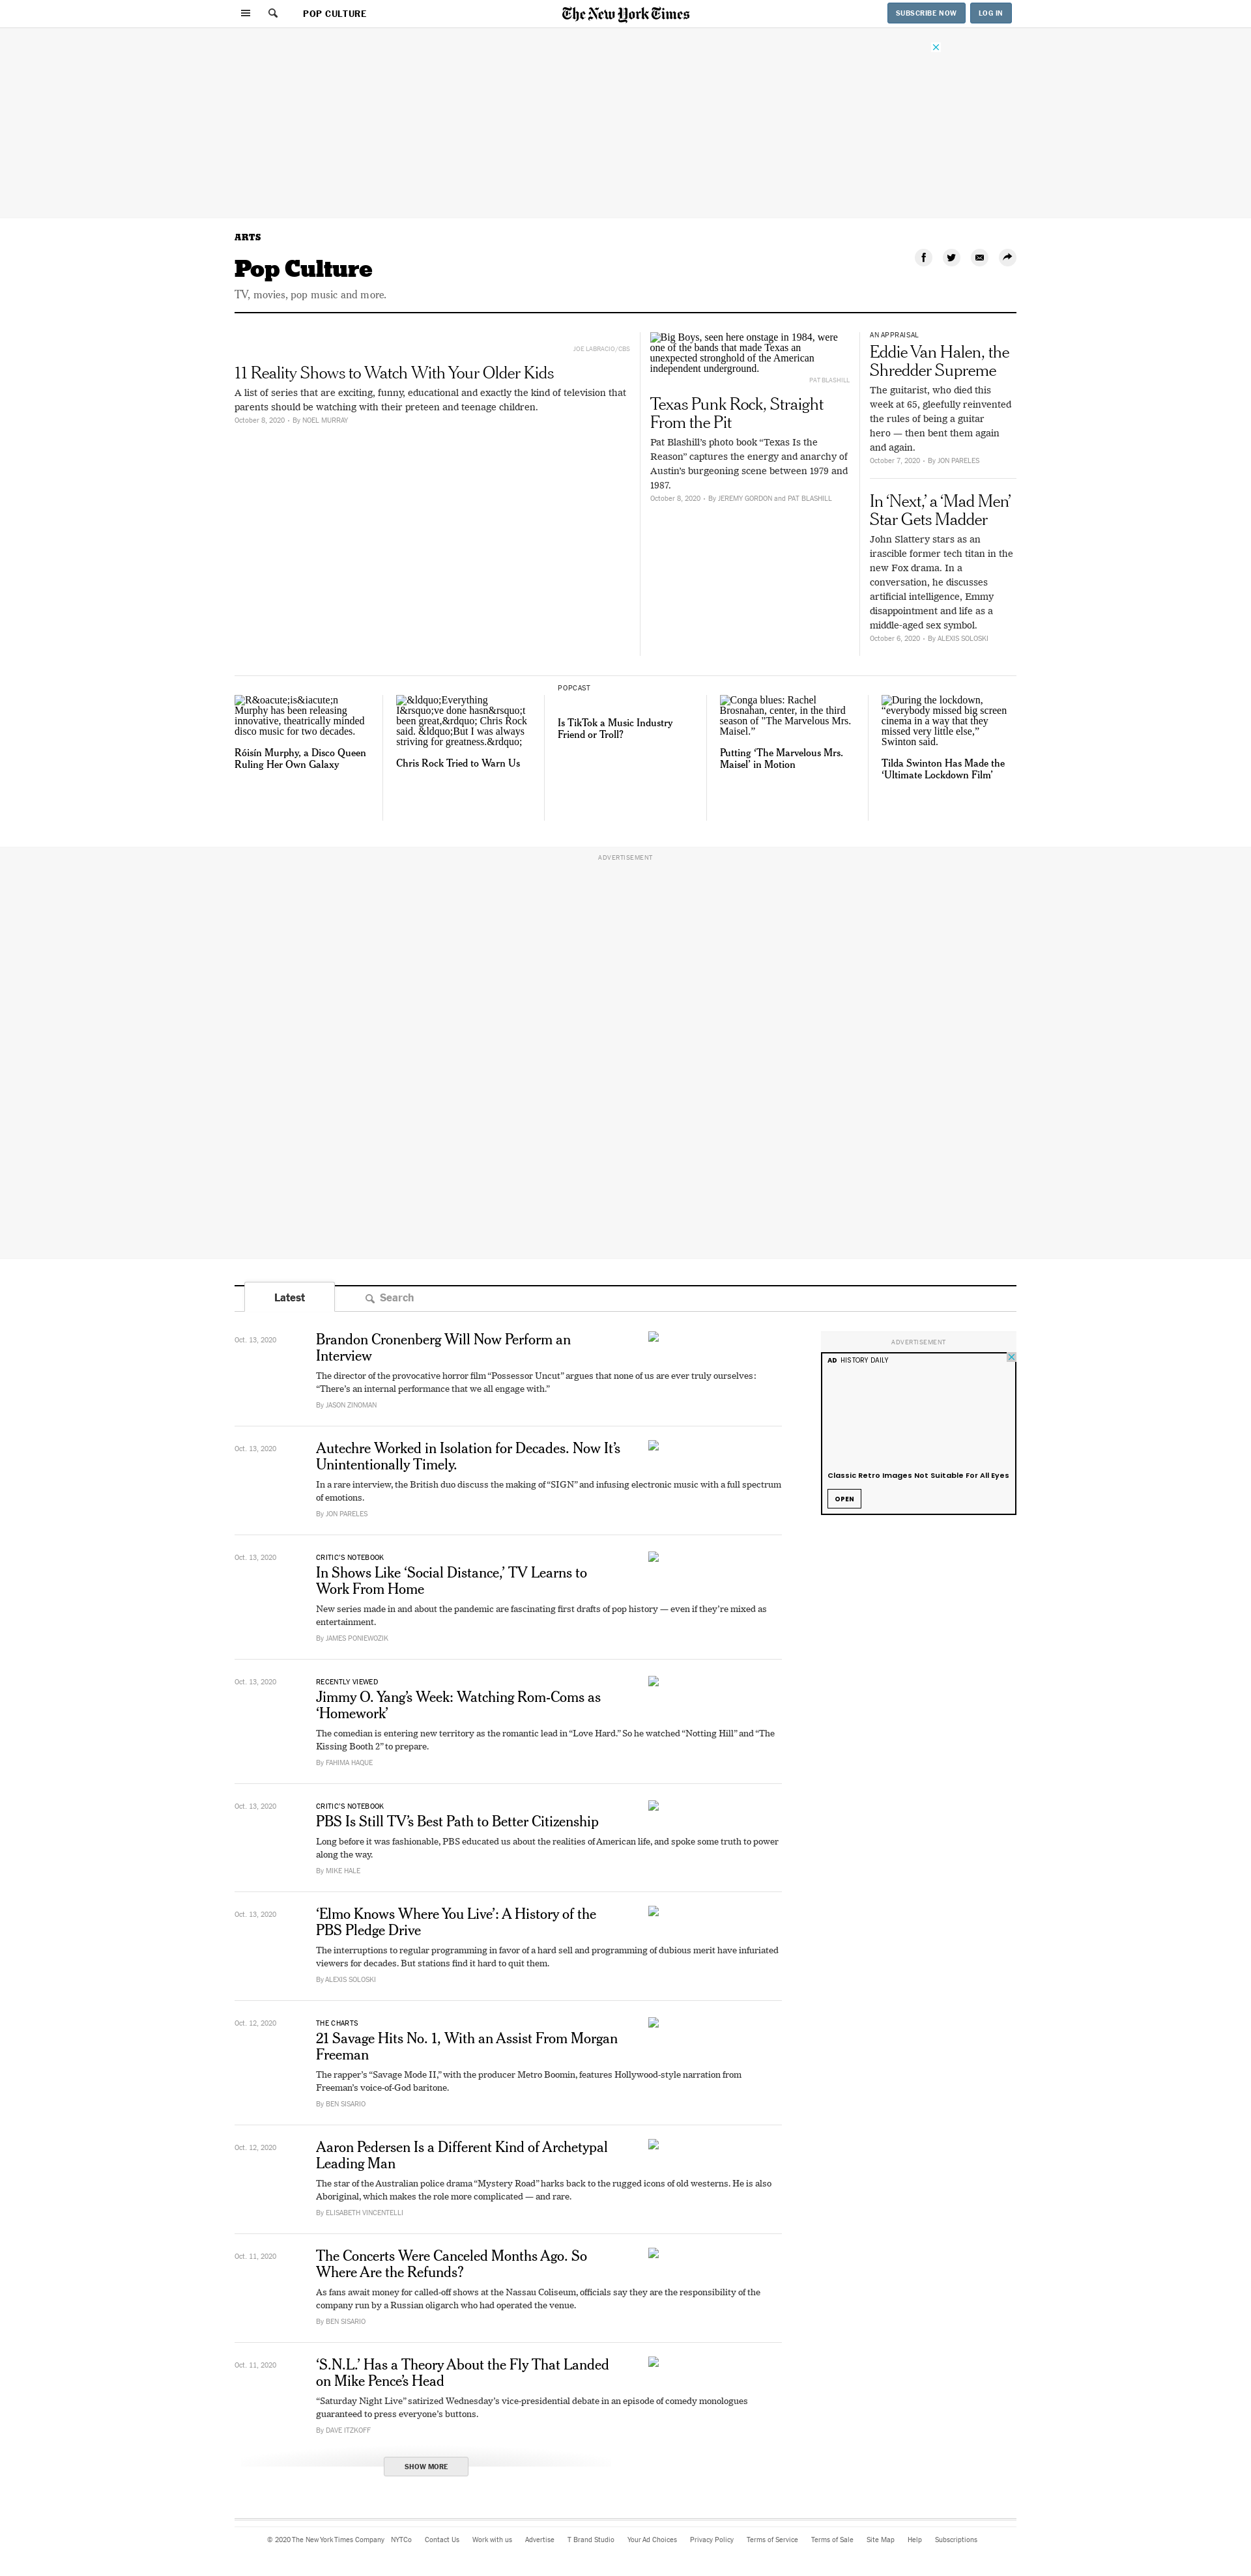 POP CULTURE
The New York Times
SUBSCRIBE NOW
LOG IN
ARTS
Pop Culture
TV, movies, pop music and more.
JOE LABRACIO/CBS
11 Reality Shows to Watch With Your Older Kids
A list of series that are exciting, funny, educational and exactly the kind of television that
parents should be watching with their preteen and teenage children.
October 8, 2020 - By NOEL MURRAY
Big Boys, seen here onstage in 1984, were
one of the bands that made Texas an
unexpected stronghold of the American
independent underground.
PAT BLASHILL
Texas Punk Rock, Straight
From the Pit
Pat Blashill’s photo book “Texas Is the
Reason” captures the energy and anarchy of
Austin’s burgeoning scene between 1979 and
1987.
October 8, 2020 - By JEREMY GORDON and PAT BLASHILL
AN APPRAISAL
Eddie Van Halen, the
Shredder Supreme
The guitarist, who died this
week at 65, gleefully reinvented
the rules of being a guitar
hero — then bent them again
and again.
October 7, 2020 - By JON PARELES
In ‘Next,’ a ‘Mad Men’
Star Gets Madder
John Slattery stars as an
irascible former tech titan in the
new Fox drama. In a
conversation, he discusses
artificial intelligence, Emmy
disappointment and life as a
middle-aged sex symbol.
October 6, 2020 - By ALEXIS SOLOSKI
R&oacute;is&iacute;n
Murphy has been releasing
innovative, theatrically minded
disco music for two decades.
Róisín Murphy, a Disco Queen
Ruling Her Own Galaxy
&ldquo;Everything
I&rsquo;ve done hasn&rsquo;t
been great,&rdquo; Chris Rock
said. &ldquo;But I was always
striving for greatness.&rdquo;
Chris Rock Tried to Warn Us
POPCAST
Is TikTok a Music Industry
Friend or Troll?
Conga blues: Rachel
Brosnahan, center, in the third
season of "The Marvelous Mrs.
Maisel.”
Putting ‘The Marvelous Mrs.
Maisel’ in Motion
During the lockdown,
“everybody missed big screen
cinema in a way that they
missed very little else,”
Swinton said.
Tilda Swinton Has Made the
‘Ultimate Lockdown Film’
ADVERTISEMENT
Latest
Search
Oct. 13, 2020
Brandon Cronenberg Will Now Perform an
Interview
The director of the provocative horror film “Possessor Uncut” argues that none of us are ever truly ourselves:
“There’s an internal performance that we all engage with.”
By JASON ZINOMAN
ADVERTISEMENT
AD HISTORY DAILY
Classic Retro Images Not Suitable For All Eyes
OPEN
Oct. 13, 2020
Autechre Worked in Isolation for Decades. Now It’s
Unintentionally Timely.
In a rare interview, the British duo discuss the making of “SIGN” and infusing electronic music with a full spectrum
of emotions.
By JON PARELES
Oct. 13, 2020
CRITIC’S NOTEBOOK
In Shows Like ‘Social Distance,’ TV Learns to
Work From Home
New series made in and about the pandemic are fascinating first drafts of pop history — even if they’re mixed as
entertainment.
By JAMES PONIEWOZIK
Oct. 13, 2020
RECENTLY VIEWED
Jimmy O. Yang’s Week: Watching Rom-Coms as
‘Homework’
The comedian is entering new territory as the romantic lead in “Love Hard.” So he watched “Notting Hill” and “The
Kissing Booth 2” to prepare.
By FAHIMA HAQUE
Oct. 13, 2020
CRITIC’S NOTEBOOK
PBS Is Still TV’s Best Path to Better Citizenship
Long before it was fashionable, PBS educated us about the realities of American life, and spoke some truth to power
along the way.
By MIKE HALE
Oct. 13, 2020
‘Elmo Knows Where You Live’: A History of the
PBS Pledge Drive
The interruptions to regular programming in favor of a hard sell and programming of dubious merit have infuriated
viewers for decades. But stations find it hard to quit them.
By ALEXIS SOLOSKI
Oct. 12, 2020
THE CHARTS
21 Savage Hits No. 1, With an Assist From Morgan
Freeman
The rapper’s “Savage Mode II,” with the producer Metro Boomin, features Hollywood-style narration from
Freeman’s voice-of-God baritone.
By BEN SISARIO
Oct. 12, 2020
Aaron Pedersen Is a Different Kind of Archetypal
Leading Man
The star of the Australian police drama “Mystery Road” harks back to the rugged icons of old westerns. He is also
Aboriginal, which makes the role more complicated — and rare.
By ELISABETH VINCENTELLI
Oct. 11, 2020
The Concerts Were Canceled Months Ago. So
Where Are the Refunds?
As fans await money for called-off shows at the Nassau Coliseum, officials say they are the responsibility of the
company run by a Russian oligarch who had operated the venue.
By BEN SISARIO
Oct. 11, 2020
‘S.N.L.’ Has a Theory About the Fly That Landed
on Mike Pence’s Head
“Saturday Night Live” satirized Wednesday’s vice-presidential debate in an episode of comedy monologues
guaranteed to press everyone’s buttons.
By DAVE ITZKOFF
SHOW MORE
© 2020 The New York Times Company NYTCo Contact Us Work with us Advertise T Brand Studio Your Ad Choices Privacy Policy Terms of Service Terms of Sale Site Map Help Subscriptions